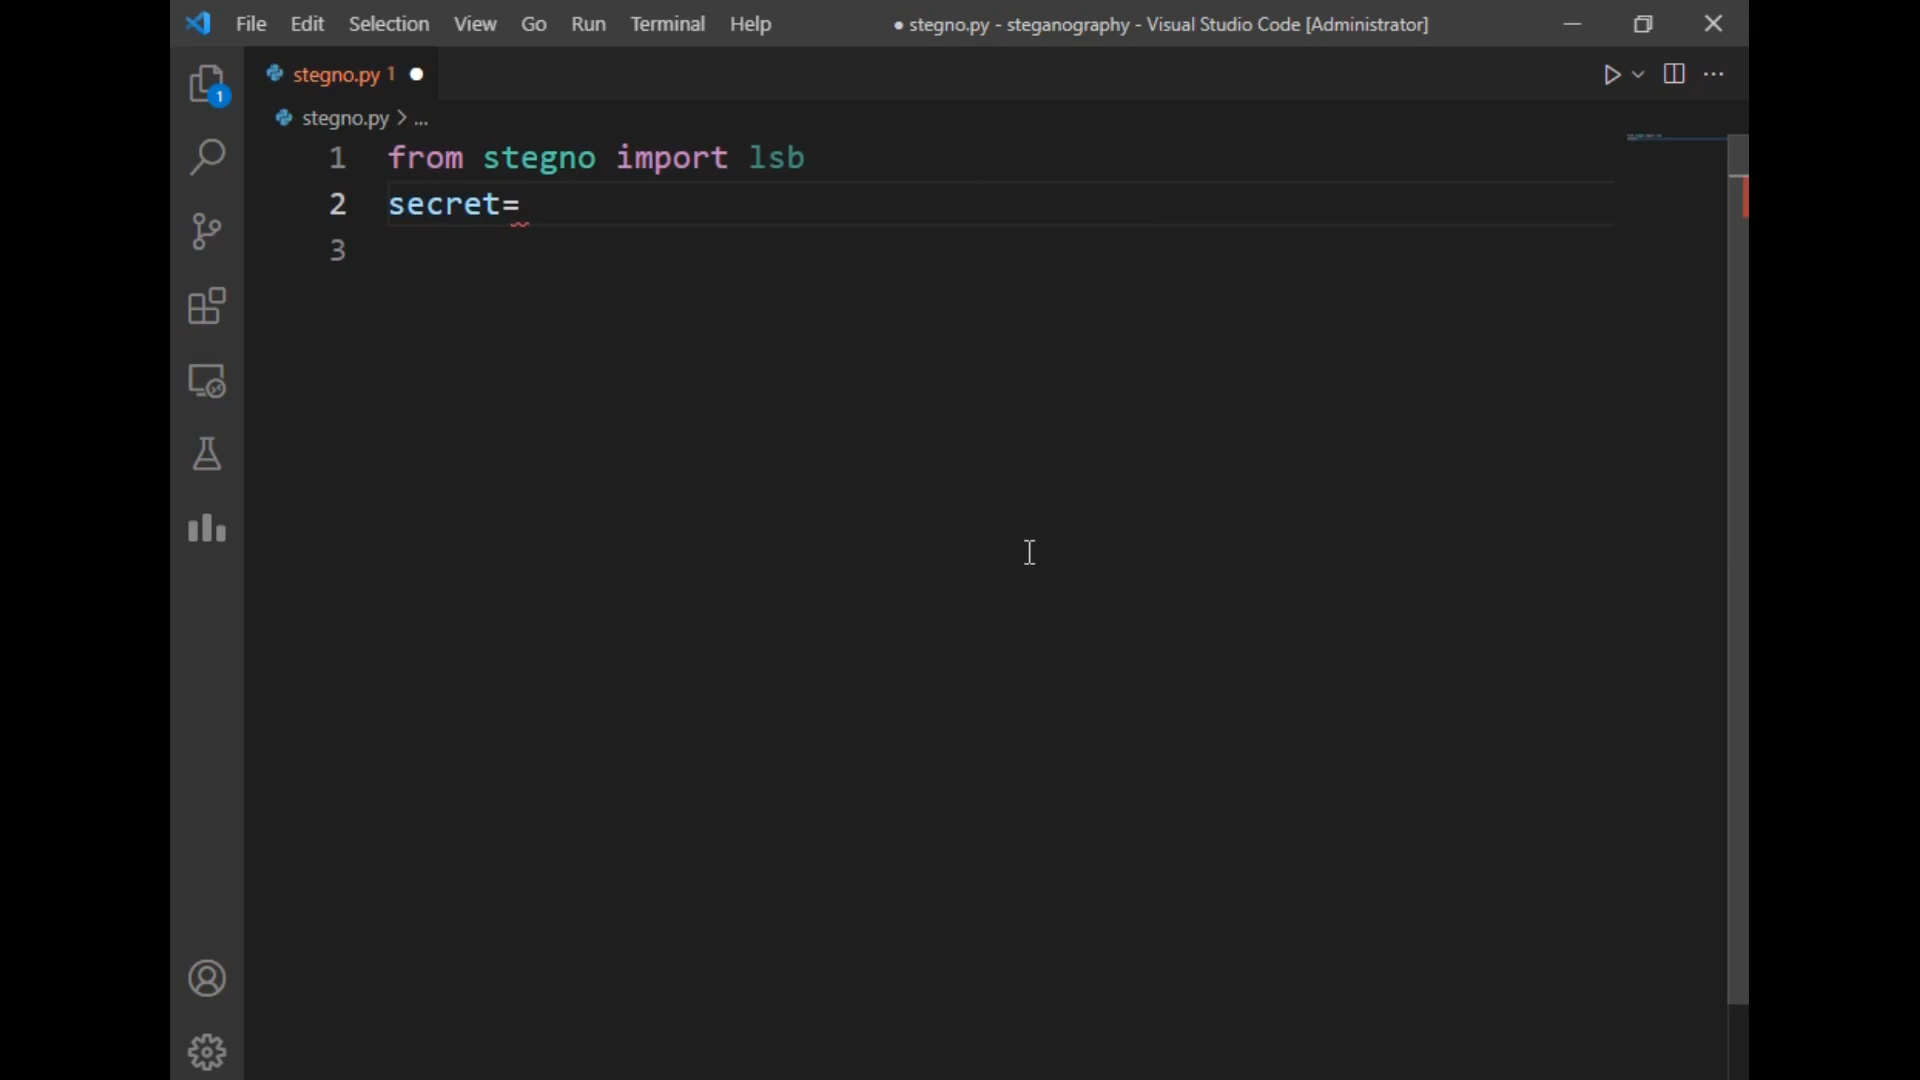 File Edit Selection View Go Run Terminal Help ● stegno.py - steganography - Visual Studio Code [Administrator]
stegno.py 1
1
stegno.py > ...
1 from stegno import lsb
2 secret=
3